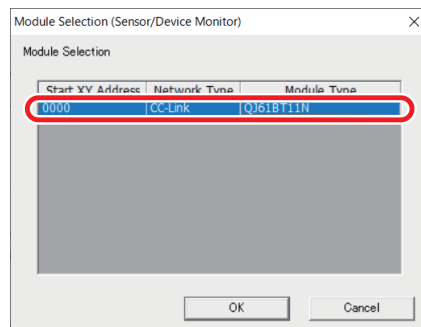 Module Selection (Sensor/Device Monitor)
Module Selection
Start XY Address Network Type Module Type
0000 CC-Link QJ61BT11N
OK Cancel